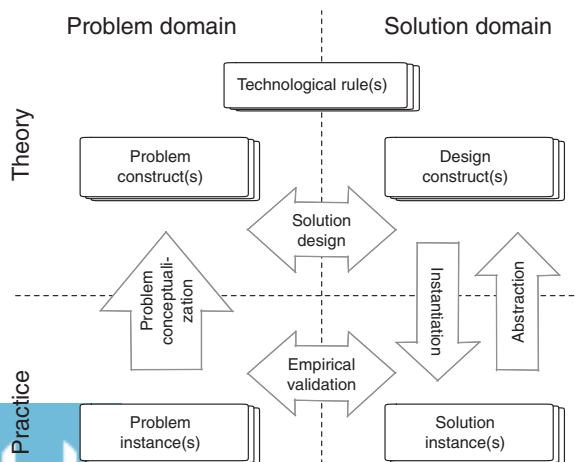 Problem domain
Solution domain
Technological rule(s)
Theory
Problem
construct(s)
Design
construct(s)
Solution
design
Problem
conceptuali-
zation
Instantiation
Abstraction
Empirical
validation
Practice
Problem
instance(s)
Solution
instance(s)